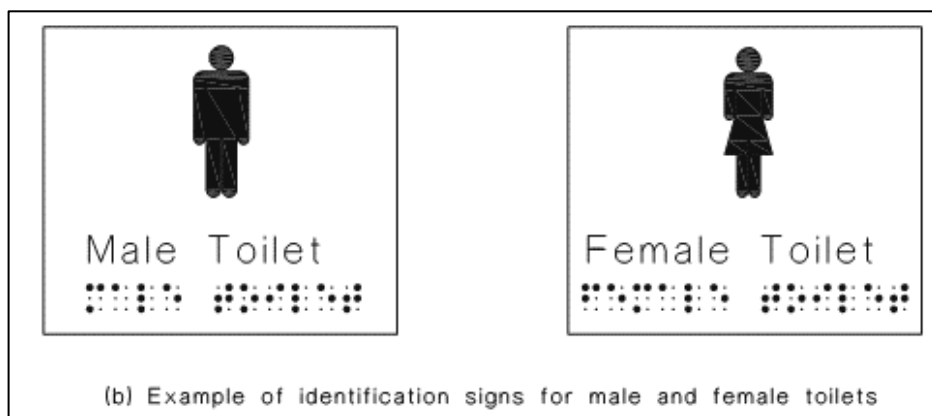 Male Toilet
⠍⠁⠇⠑ ⠞⠕⠊⠇⠑⠞
Female Toilet
⠋⠑⠍⠁⠇⠑ ⠞⠕⠊⠇⠑⠞
(b) Example of identification signs for male and female toilets